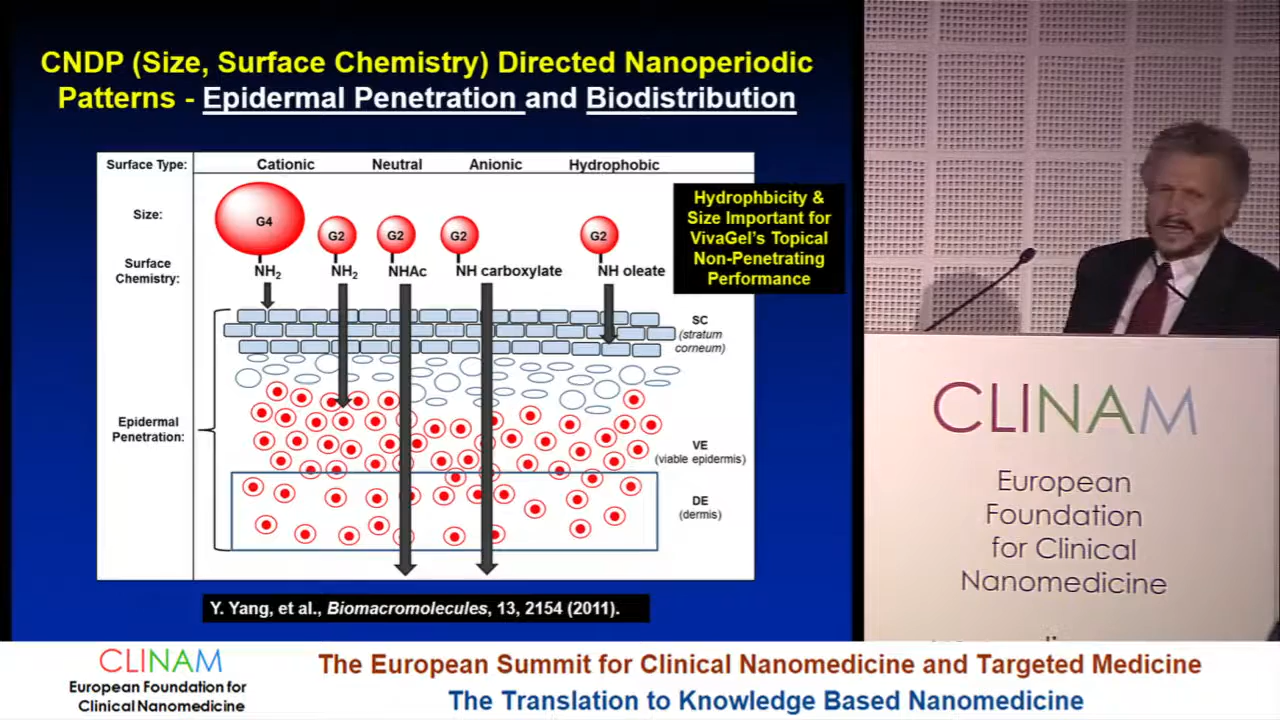 CNDP (Size, Surface Chemistry) Directed Nanoperiodic
Patterns - Epidermal Penetration and Biodistribution
Surface Type: Cationic Neutral Anionic Hydrophobic
Size:
G4
G2
G2
G2
G2
Surface
Chemistry:
NH2 NH2 NHAc NH carboxylate NH oleate
Hydrophbicity &
Size Important for
VivaGel's Topical
Non-Penetrating
Performance
SC
(stratum
corneum)
Epidermal
Penetration:
VE
(viable epidermis)
DE
(dermis)
Y. Yang, et al., Biomacromolecules, 13, 2154 (2011).
CLINAM
European
Foundation
for Clinical
Nanomedicine
CLINAM
European Foundation for
Clinical Nanomedicine
The European Summit for Clinical Nanomedicine and Targeted Medicine
The Translation to Knowledge Based Nanomedicine